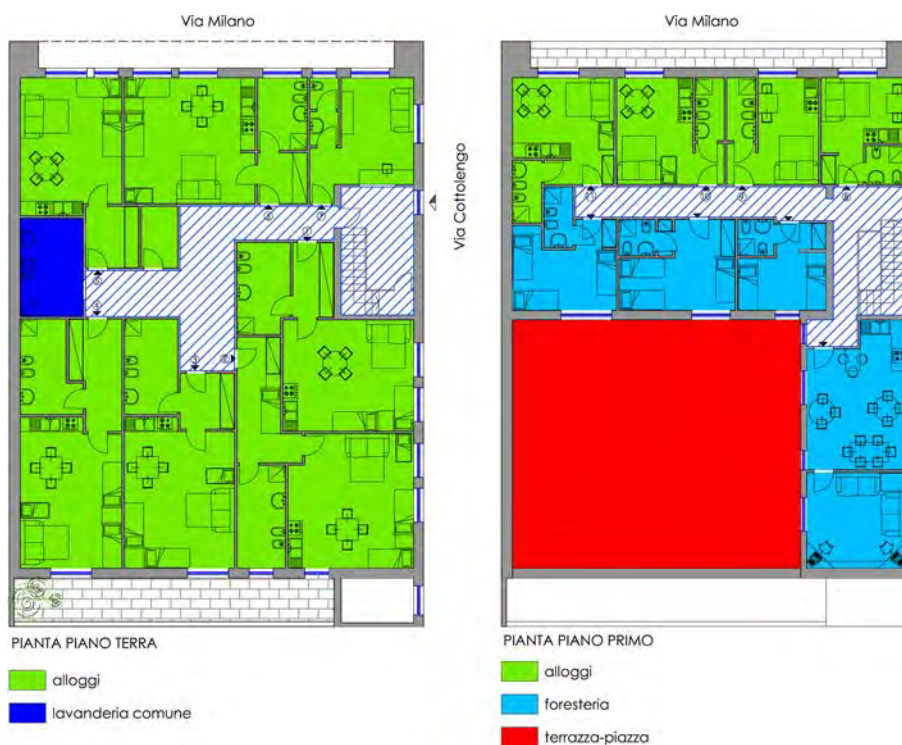 Via Milano
Via Milano
Via Cottolengo
PIANTA PIANO TERRA
alloggi
lavanderia comune
PIANTA PIANO PRIMO
alloggi
foresteria
terrazza-piazza